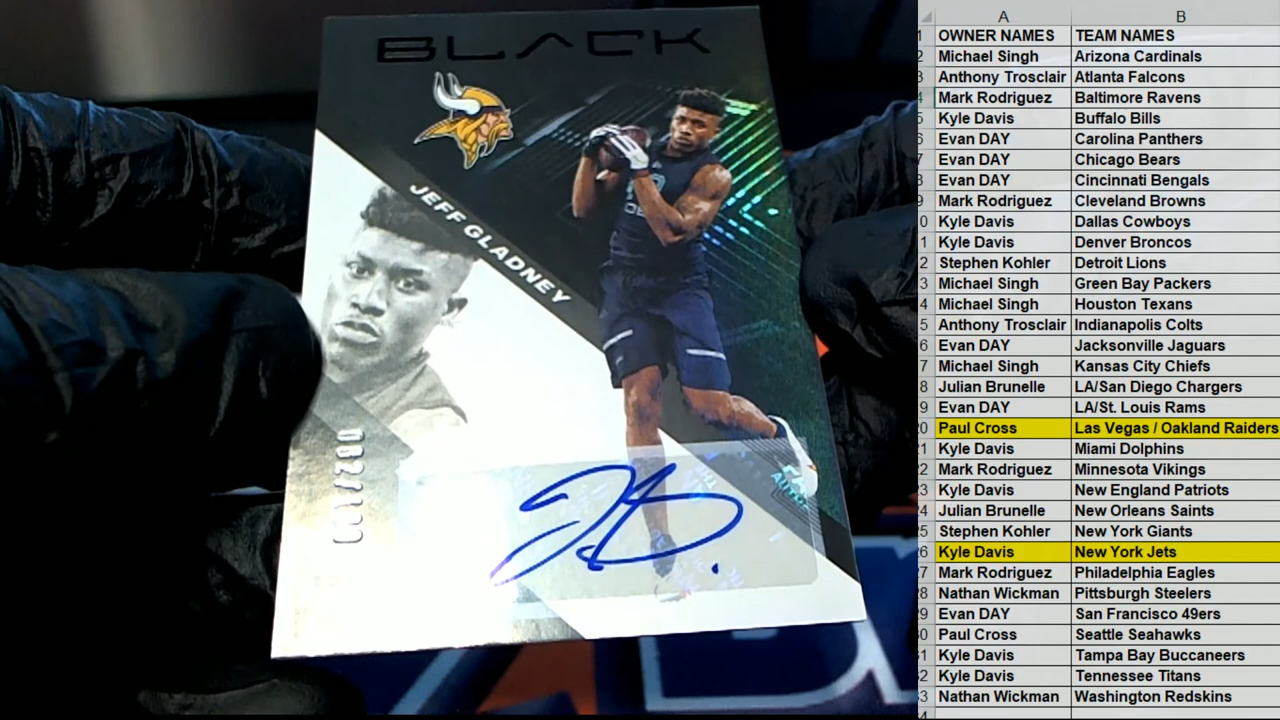 BLACK
JEFF GLADNEY
A B
OWNER NAMES TEAM NAMES
Michael Singh Arizona Cardinals
Anthony Trosclair Atlanta Falcons
Mark Rodriguez Baltimore Ravens
Kyle Davis Buffalo Bills
Evan DAY Carolina Panthers
Evan DAY Chicago Bears
Evan DAY Cincinnati Bengals
Mark Rodriguez Cleveland Browns
Kyle Davis Dallas Cowboys
Kyle Davis Denver Broncos
Stephen Kohler Detroit Lions
Michael Singh Green Bay Packers
Michael Singh Houston Texans
Anthony Trosclair Indianapolis Colts
Evan DAY Jacksonville Jaguars
Michael Singh Kansas City Chiefs
Julian Brunelle LA/San Diego Chargers
Evan DAY LA/St. Louis Rams
Paul Cross Las Vegas / Oakland Raiders
Kyle Davis Miami Dolphins
Mark Rodriguez Minnesota Vikings
Kyle Davis New England Patriots
Julian Brunelle New Orleans Saints
Stephen Kohler New York Giants
Kyle Davis New York Jets
Mark Rodriguez Philadelphia Eagles
Nathan Wickman Pittsburgh Steelers
Evan DAY San Francisco 49ers
Paul Cross Seattle Seahawks
Kyle Davis Tampa Bay Buccaneers
Kyle Davis Tennessee Titans
Nathan Wickman Washington Redskins